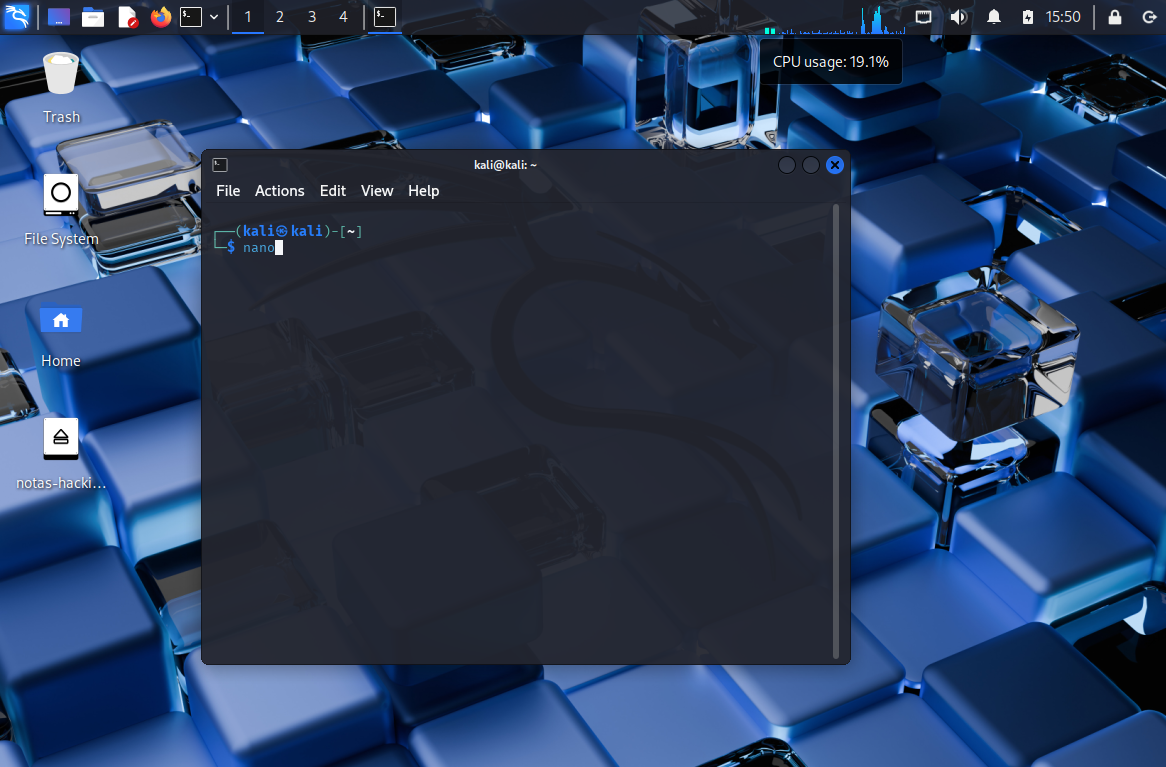 1 2 3 4 15:50
CPU usage: 19.1%
Trash
File System
Home
notas-hacki...
kali@kali: ~
File Actions Edit View Help
┌──(kali㉿kali)-[~]
└─$ nano